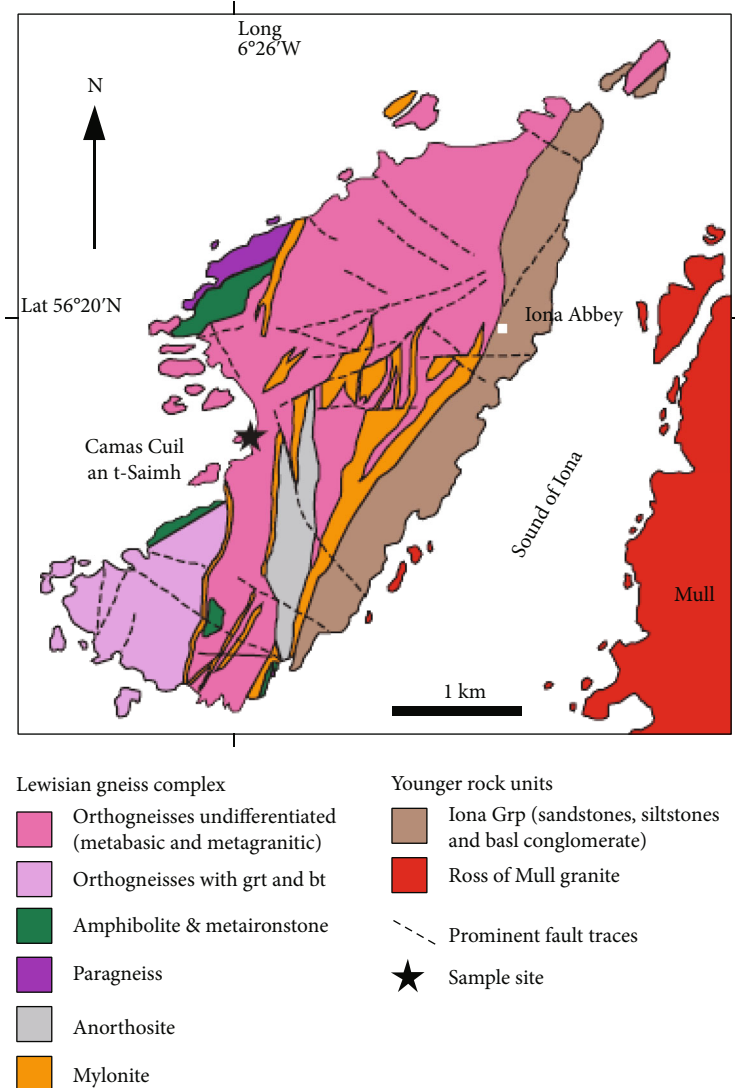 Long
6°26′W
N
Lat 56°20′N
Iona Abbey
Camas Cuil
an t-Saimh
Sound of Iona
Mull
1 km
Lewisian gneiss complex
Orthogneisses undifferentiated
(metabasic and metagranitic)
Orthogneisses with grt and bt
Amphibolite & metaironstone
Paragneiss
Anorthosite
Mylonite
Younger rock units
Iona Grp (sandstones, siltstones
and basl conglomerate)
Ross of Mull granite
Prominent fault traces
Sample site